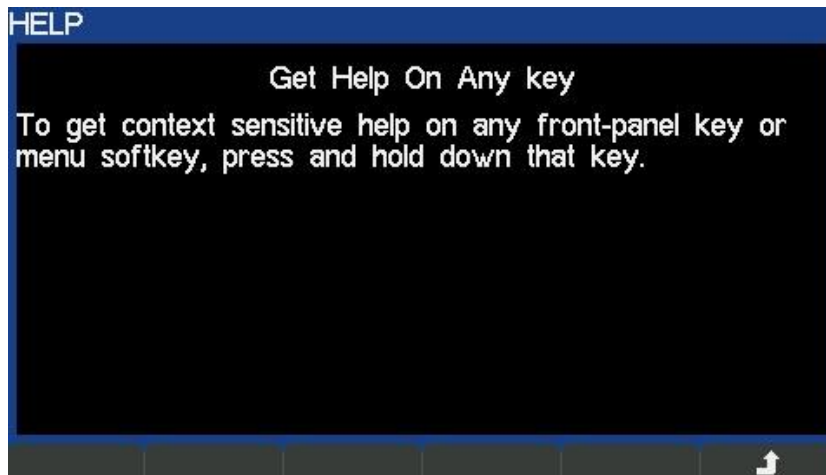 HELP
Get Help On Any key
To get context sensitive help on any front-panel key or
menu softkey, press and hold down that key.